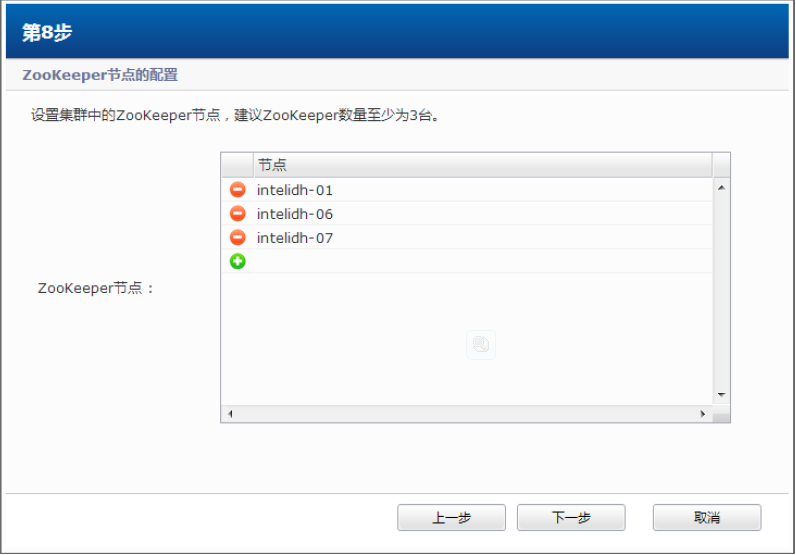 第8步
ZooKeeper节点的配置
设置集群中的ZooKeeper节点，建议ZooKeeper数量至少为3台。
节点
intelidh-01
intelidh-06
intelidh-07
ZooKeeper节点：
上一步 下一步 取消